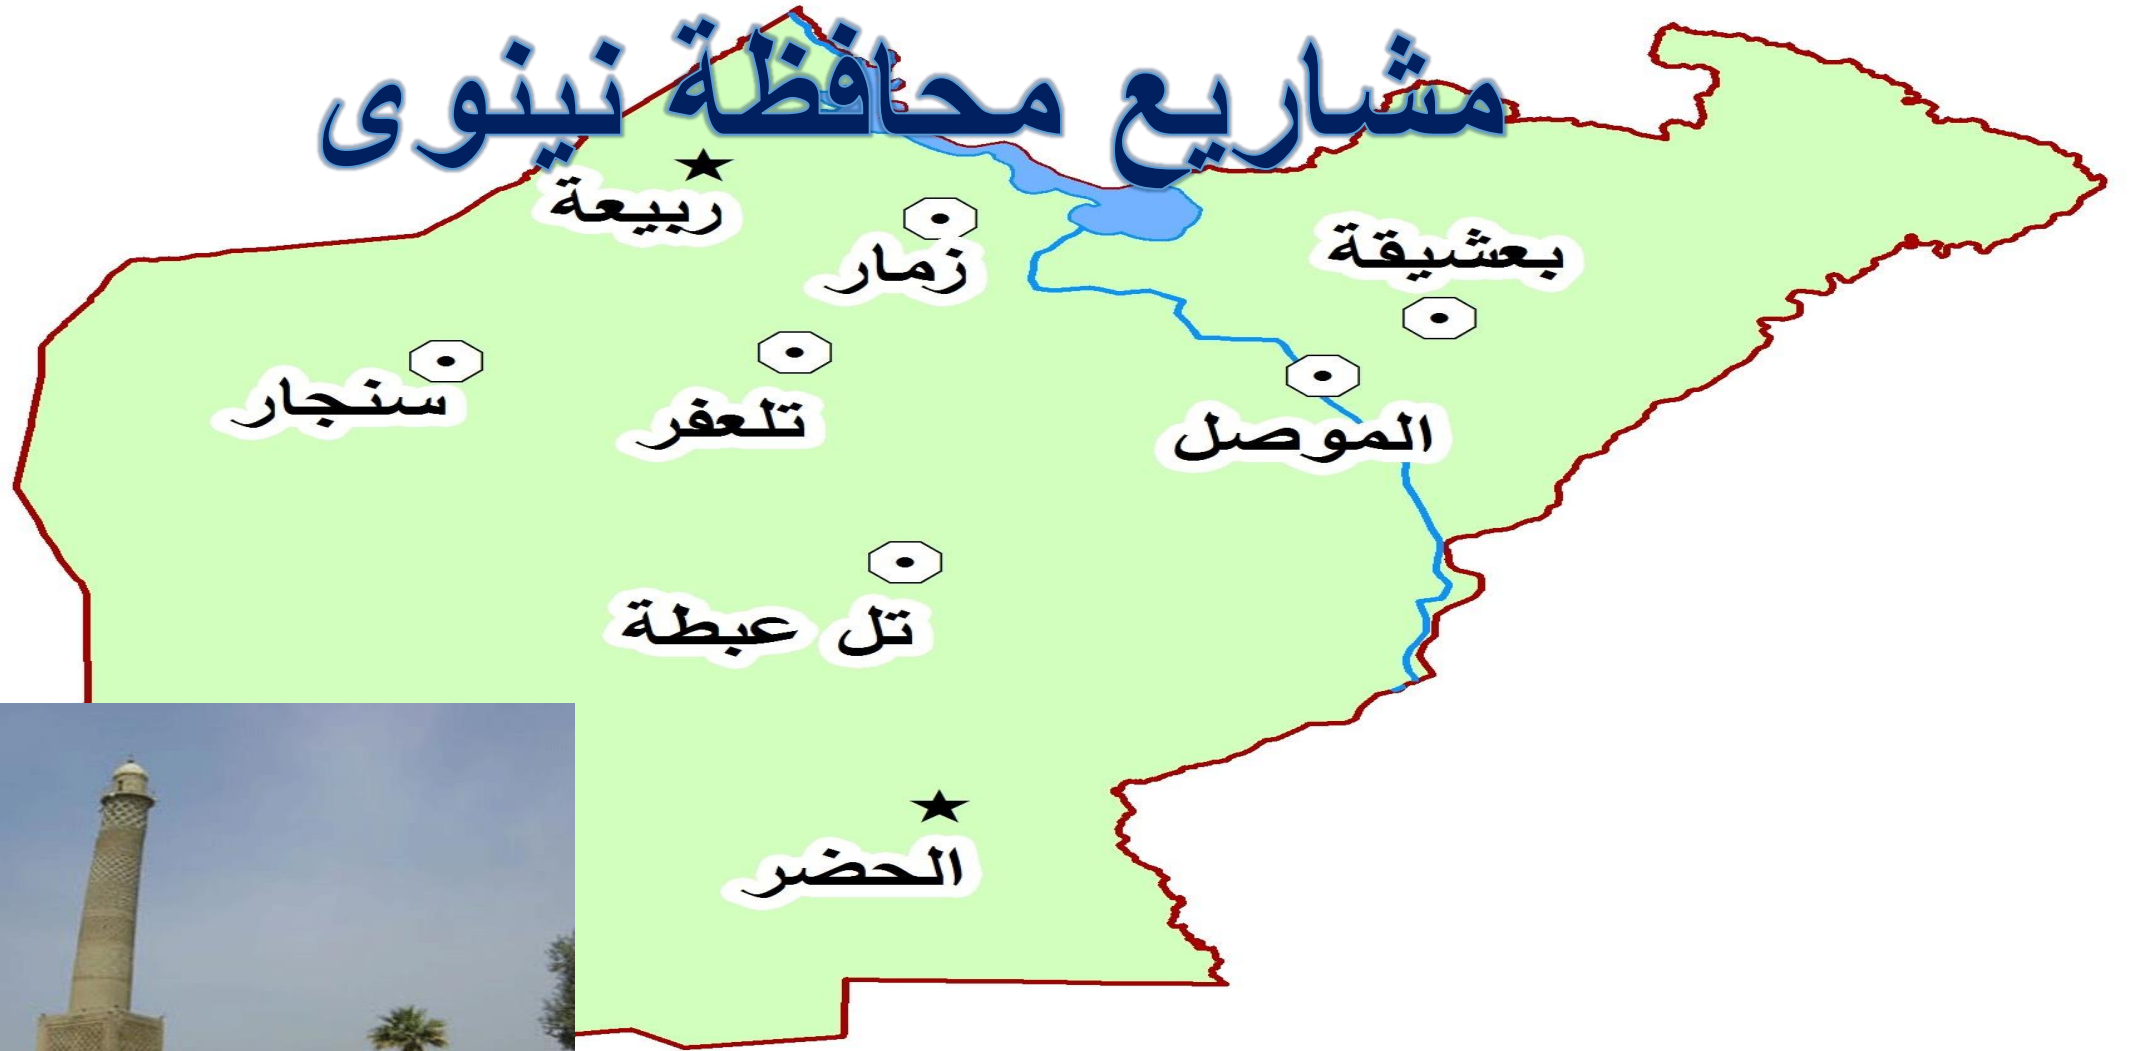 مشاريع محافظة نينوى
ربيعة
زمار
بعشيقة
سنجار
تلعفر
الموصل
تل عبطة
الحضر